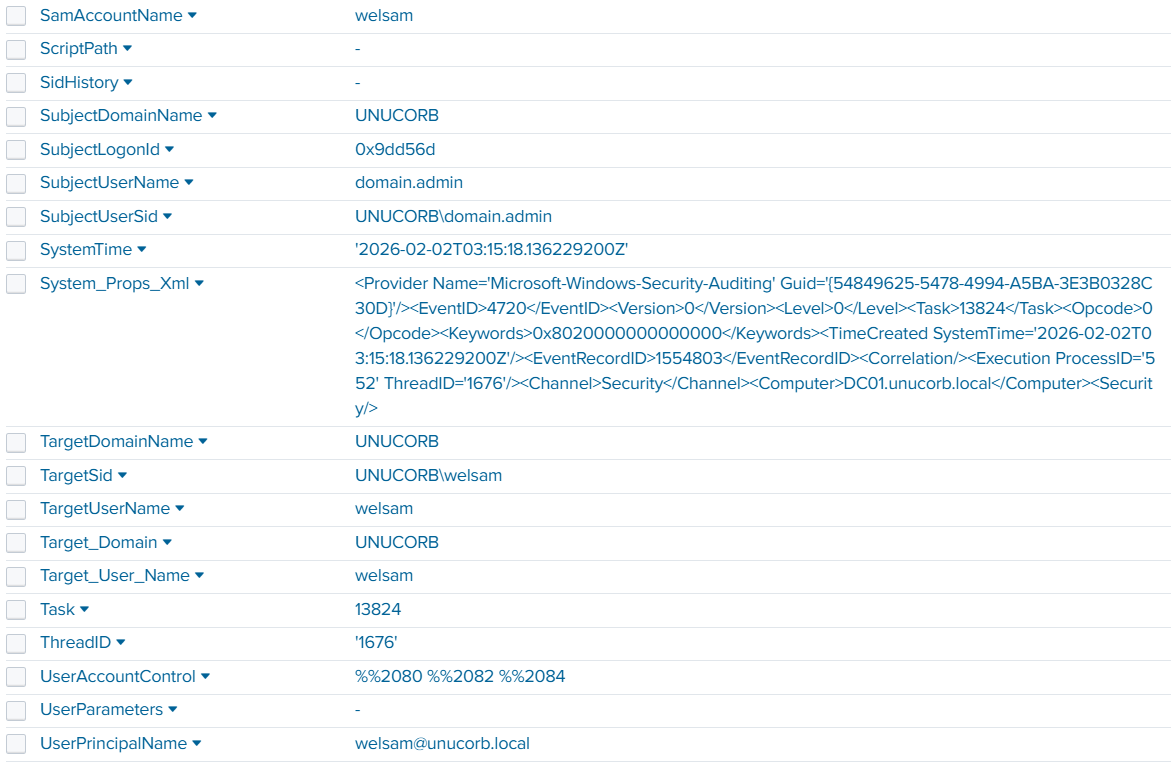 SamAccountName welsam
ScriptPath -
SidHistory -
SubjectDomainName UNUCORB
SubjectLogonId 0x9dd56d
SubjectUserName domain.admin
SubjectUserSid UNUCORB\domain.admin
SystemTime '2026-02-02T03:15:18.136229200Z'
System_Props_Xml <Provider Name='Microsoft-Windows-Security-Auditing' Guid='{54849625-5478-4994-A5BA-3E3B0328C
30D}'/><EventID>4720</EventID><Version>0</Version><Level>0</Level><Task>13824</Task><Opcode>0
</Opcode><Keywords>0x8020000000000000</Keywords><TimeCreated SystemTime='2026-02-02T0
3:15:18.136229200Z'/><EventRecordID>1554803</EventRecordID><Correlation/><Execution ProcessID='5
52' ThreadID='1676'/><Channel>Security</Channel><Computer>DC01.unucorb.local</Computer><Securit
y/>
TargetDomainName UNUCORB
TargetSid UNUCORB\welsam
TargetUserName welsam
Target_Domain UNUCORB
Target_User_Name welsam
Task 13824
ThreadID '1676'
UserAccountControl %%2080 %%2082 %%2084
UserParameters -
UserPrincipalName welsam@unucorb.local